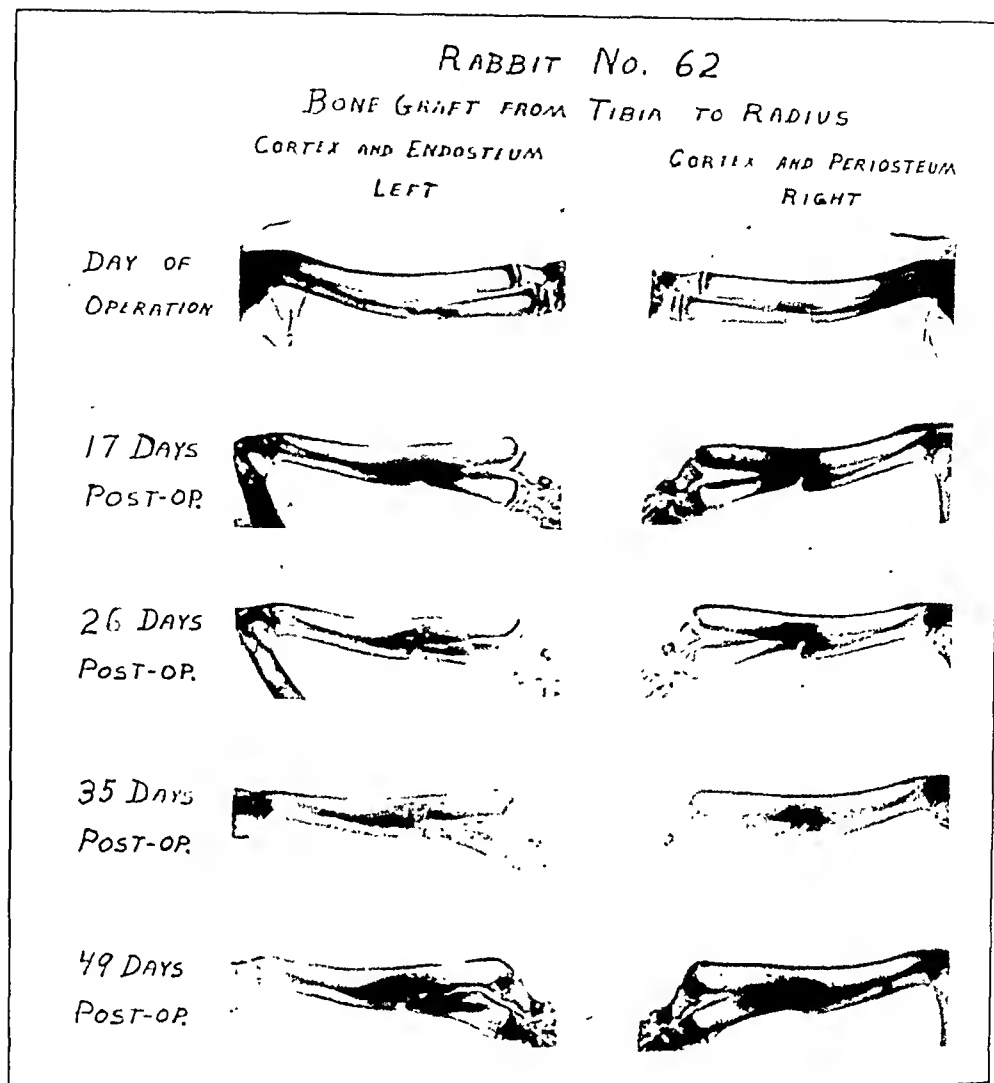 RABBIT No. 62
BONE GRAFT FROM TIBIA TO RADIUS
CORTEX AND ENDOSTEUM
LEFT
CORTEX AND PERIOSTEUM
RIGHT
DAY OF
OPERATION
17 DAYS
POST-OP.
26 DAYS
POST-OP.
35 DAYS
POST-OP.
49 DAYS
POST-OP.